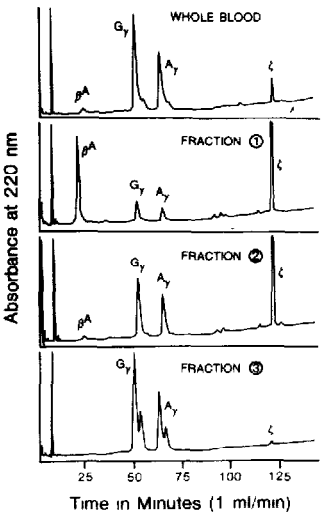 WHOLE BLOOD
Gγ
Aγ
βA
ζ
FRACTION ①
βA
Gγ
Aγ
ζ
FRACTION ②
Gγ
Aγ
βA
ζ
FRACTION ③
Gγ
Aγ
ζ
Absorbance at 220 nm
25 50 75 100 125
Time in Minutes (1 ml/min)